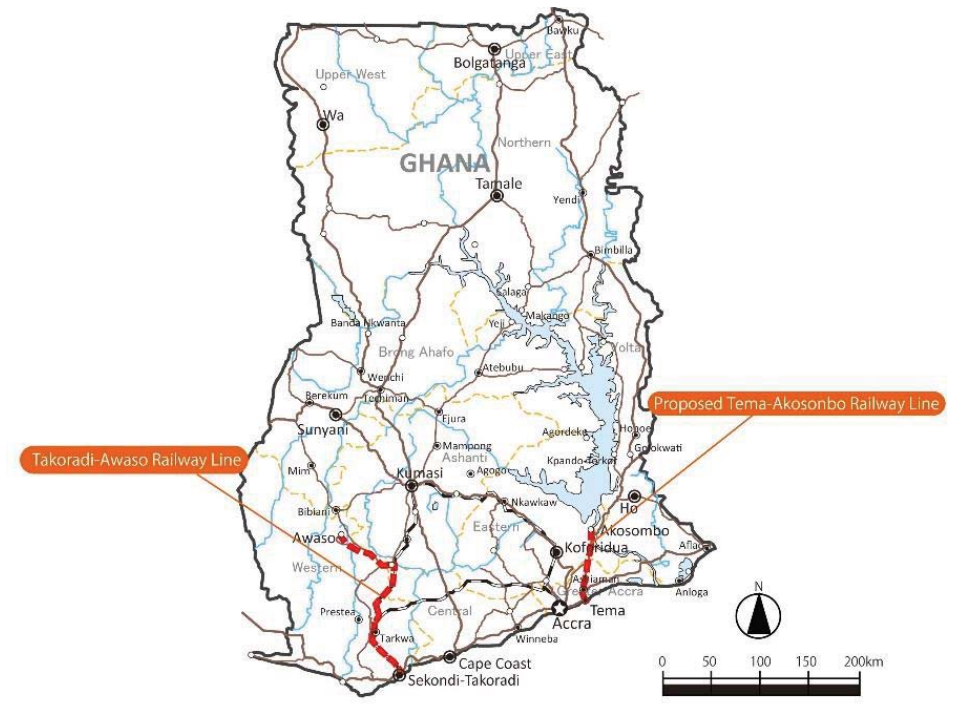 Bawku
Upper East
Bolgatanga
Upper West
Wa
Northern
GHANA
Tamale
Yendi
Bimbilla
Salaga
Makango
Yeji
Banda Nkwanta
Volta
Brong Ahafo
Atebubu
Wenchi
Techiman
Berekum
Proposed Tema-Akosonbo Railway Line
Ejura
Sunyani
Agordeke
Hohoe
Golokwati
Mampong
Ashanti
Takoradi-Awaso Railway Line
Kpando-Torkor
Mim
Kumasi
Agogo
Nkawkaw
Ho
Bibiani
Eastern
Akosombo
Awaso
Koforidua
Aflao
Western
Ashiaman
Greater Accra
Anloga
N
Prestea
Central
Tema
Accra
Tarkwa
Winneba
Cape Coast
Sekondi-Takoradi
0 50 100 150 200km